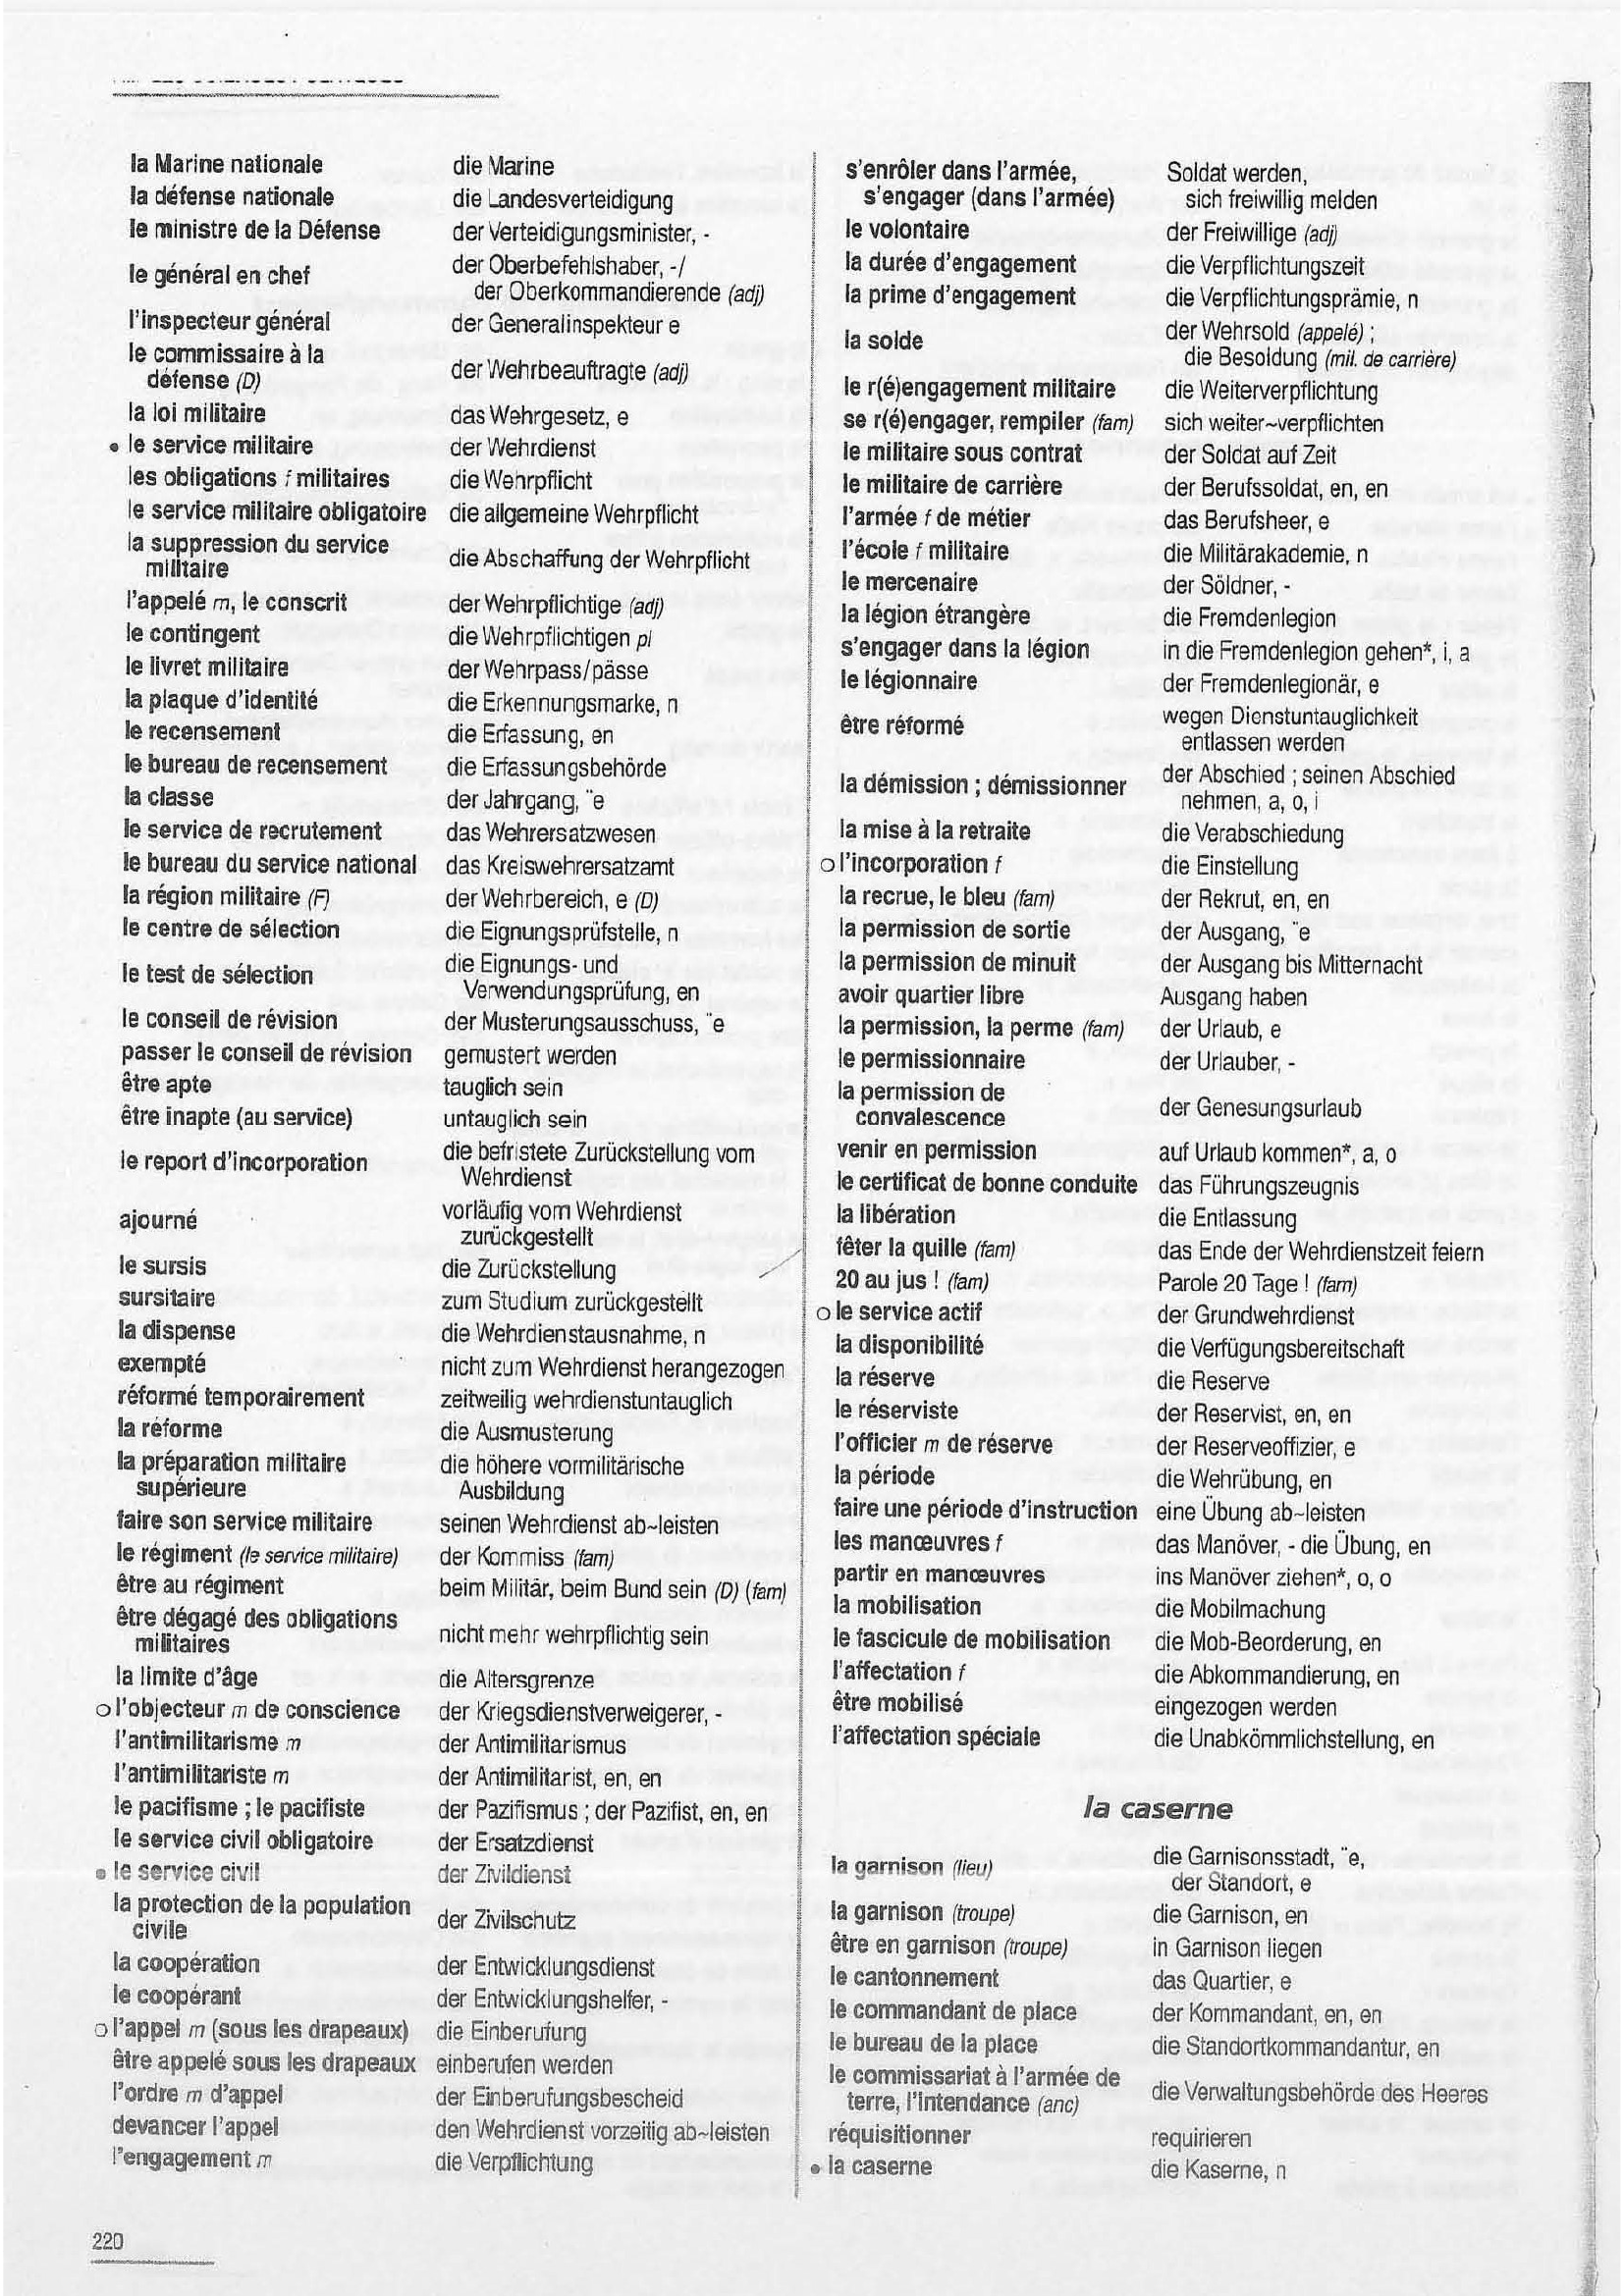 la Marine nationale die Marine
la défense nationale die Landesverteidigung
le ministre de la Défense der Verteidigungsminister, -
le général en chef der Oberbefehlshaber, -/
der Oberkommandierende (adj)
l'inspecteur général der Generalinspekteur e
le commissaire à la
défense (D) der Wehrbeauftragte (adj)
la loi militaire das Wehrgesetz, e
• le service militaire der Wehrdienst
les obligations f militaires die Wehrpflicht
le service militaire obligatoire die allgemeine Wehrpflicht
la suppression du service
militaire die Abschaffung der Wehrpflicht
l'appelé m, le conscrit der Wehrpflichtige (adj)
le contingent die Wehrpflichtigen pl
le livret militaire der Wehrpass/pässe
la plaque d'identité die Erkennungsmarke, n
le recensement die Erfassung, en
le bureau de recensement die Erfassungsbehörde
la classe der Jahrgang, ¨e
le service de recrutement das Wehrersatzwesen
le bureau du service national das Kreiswehrersatzamt
la région militaire (F) der Wehrbereich, e (D)
le centre de sélection die Eignungsprüfstelle, n
le test de sélection die Eignungs- und
Verwendungsprüfung, en
le conseil de révision der Musterungsausschuss, ¨e
passer le conseil de révision gemustert werden
être apte tauglich sein
être inapte (au service) untauglich sein
le report d'incorporation die befristete Zurückstellung vom
Wehrdienst
ajourné vorläufig vom Wehrdienst
zurückgestellt
le sursis die Zurückstellung
sursitaire zum Studium zurückgestellt
la dispense die Wehrdienstausnahme, n
exempté nicht zum Wehrdienst herangezogen
réformé temporairement zeitweilig wehrdienstuntauglich
la réforme die Ausmusterung
la préparation militaire die höhere vormilitärische
supérieure Ausbildung
faire son service militaire seinen Wehrdienst ab~leisten
le régiment (le service militaire) der Kommiss (fam)
être au régiment beim Militär, beim Bund sein (D) (fam)
être dégagé des obligations
militaires nicht mehr wehrpflichtig sein
la limite d'âge die Altersgrenze
o l'objecteur m de conscience der Kriegsdienstverweigerer, -
l'antimilitarisme m der Antimilitarismus
l'antimilitariste m der Antimilitarist, en, en
le pacifisme ; le pacifiste der Pazifismus ; der Pazifist, en, en
le service civil obligatoire der Ersatzdienst
• le service civil der Zivildienst
la protection de la population
civile der Zivilschutz
la coopération der Entwicklungsdienst
le coopérant der Entwicklungshelfer, -
o l'appel m (sous les drapeaux) die Einberufung
être appelé sous les drapeaux einberufen werden
l'ordre m d'appel der Einberufungsbescheid
devancer l'appel den Wehrdienst vorzeitig ab~leisten
l'engagement m die Verpflichtung
s'enrôler dans l'armée, Soldat werden,
s'engager (dans l'armée) sich freiwillig melden
le volontaire der Freiwillige (adj)
la durée d'engagement die Verpflichtungszeit
la prime d'engagement die Verpflichtungsprämie, n
la solde der Wehrsold (appelé) ;
die Besoldung (mil. de carrière)
le r(é)engagement militaire die Weiterverpflichtung
se r(é)engager, rempiler (fam) sich weiter~verpflichten
le militaire sous contrat der Soldat auf Zeit
le militaire de carrière der Berufssoldat, en, en
l'armée f de métier das Berufsheer, e
l'école f militaire die Militärakademie, n
le mercenaire der Söldner, -
la légion étrangère die Fremdenlegion
s'engager dans la légion in die Fremdenlegion gehen*, i, a
le légionnaire der Fremdenlegionär, e
être réformé wegen Dienstuntauglichkeit
entlassen werden
la démission ; démissionner der Abschied ; seinen Abschied
nehmen, a, o, i
la mise à la retraite die Verabschiedung
o l'incorporation f die Einstellung
la recrue, le bleu (fam) der Rekrut, en, en
la permission de sortie der Ausgang, ¨e
la permission de minuit der Ausgang bis Mitternacht
avoir quartier libre Ausgang haben
la permission, la perme (fam) der Urlaub, e
le permissionnaire der Urlauber, -
la permission de
convalescence der Genesungsurlaub
venir en permission auf Urlaub kommen*, a, o
le certificat de bonne conduite das Führungszeugnis
la libération die Entlassung
fêter la quille (fam) das Ende der Wehrdienstzeit feiern
20 au jus ! (fam) Parole 20 Tage ! (fam)
o le service actif der Grundwehrdienst
la disponibilité die Verfügungsbereitschaft
la réserve die Reserve
le réserviste der Reservist, en, en
l'officier m de réserve der Reserveoffizier, e
la période die Wehrübung, en
faire une période d'instruction eine Übung ab~leisten
les manœuvres f das Manöver, - die Übung, en
partir en manœuvres ins Manöver ziehen*, o, o
la mobilisation die Mobilmachung
le fascicule de mobilisation die Mob-Beorderung, en
l'affectation f die Abkommandierung, en
être mobilisé eingezogen werden
l'affectation spéciale die Unabkömmlichstellung, en
la caserne
la garnison (lieu) die Garnisonsstadt, ¨e,
der Standort, e
la garnison (troupe) die Garnison, en
être en garnison (troupe) in Garnison liegen
le cantonnement das Quartier, e
le commandant de place der Kommandant, en, en
le bureau de la place die Standortkommandantur, en
le commissariat à l'armée de
terre, l'Intendance (anc) die Verwaltungsbehörde des Heeres
réquisitionner requirieren
• la caserne die Kaserne, n
220